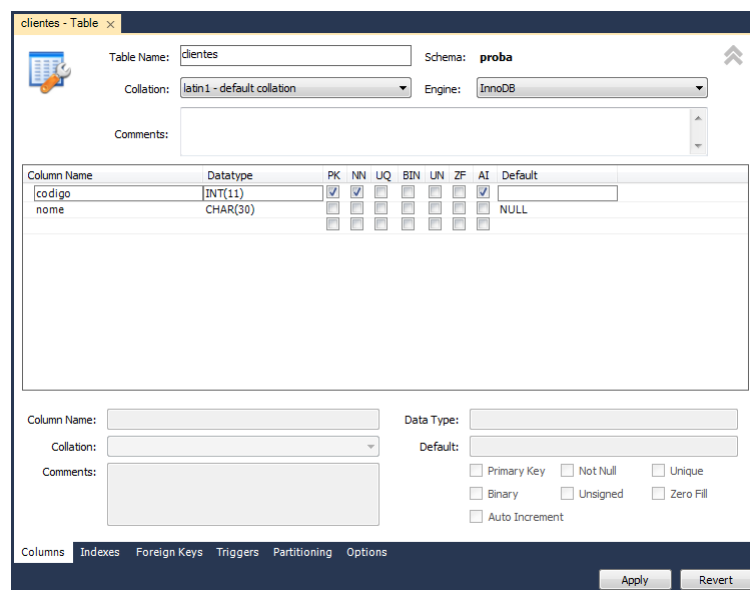 clientes - Table ×
Table Name: clientes Schema: proba
Collation: latin1 - default collation Engine: InnoDB
Comments:
Column Name Datatype PK NN UQ BIN UN ZF AI Default
codigo INT(11)
nome CHAR(30) NULL
Column Name: Data Type:
Collation: Default:
Comments: Primary Key Not Null Unique
Binary Unsigned Zero Fill
Auto Increment
Columns Indexes Foreign Keys Triggers Partitioning Options
Apply Revert